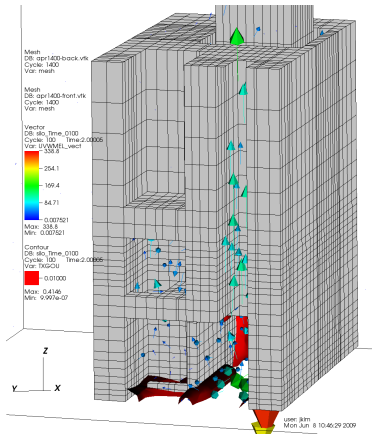 Mesh
DB: apr1400-back.vtk
Cycle: 1400
Var: mesh
Mesh
DB: apr1400-front.vtk
Cycle: 1400
Var: mesh
Vector
DB: silo_Time_0100
Cycle: 100 Time:2.00005
Var: UVWMEL_vect
338.8
254.1
169.4
84.71
0.007521
Max: 338.8
Min: 0.007521
Contour
DB: silo_Time_0100
Cycle: 100 Time:2.00005
Var: TXGOU
0.01000
Max: 0.4146
Min: 9.997e-07
Z
Y X
user: jkim
Mon Jun 8 10:46:29 2009